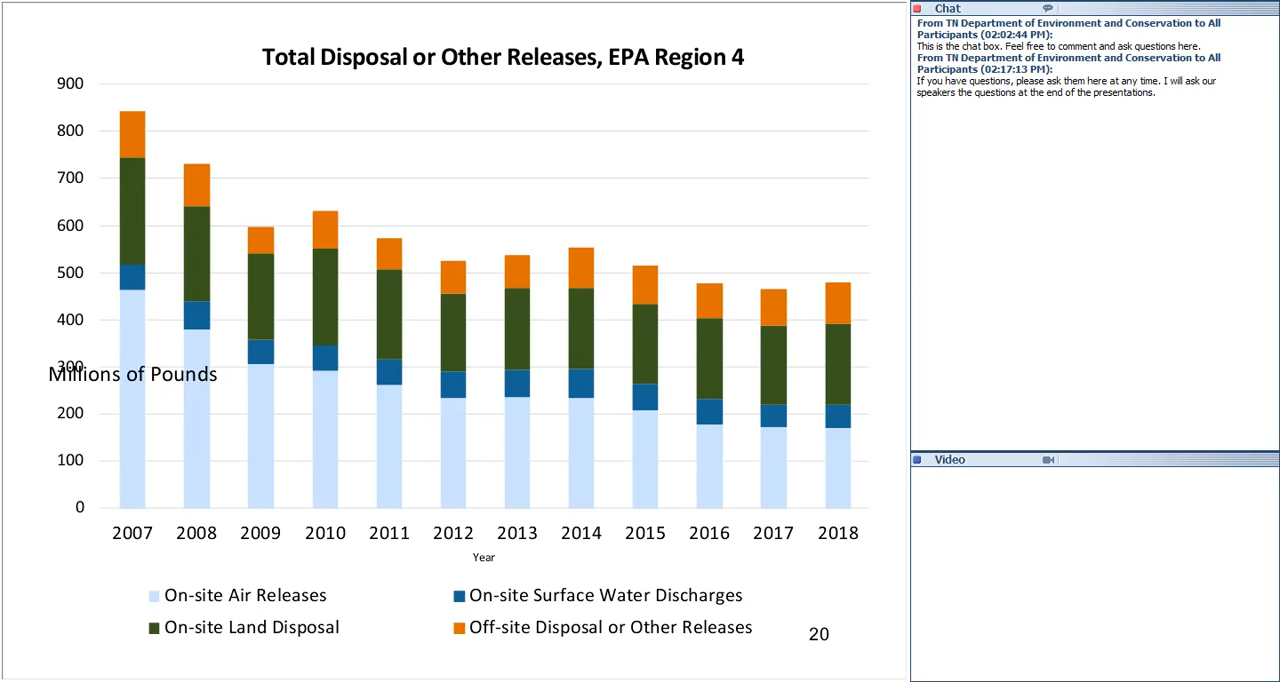 Total Disposal or Other Releases, EPA Region 4
900
800
700
600
500
400
300
Millions of Pounds
200
100
0
2007 2008 2009 2010 2011 2012 2013 2014 2015 2016 2017 2018
Year
On-site Air Releases On-site Surface Water Discharges
On-site Land Disposal Off-site Disposal or Other Releases
20
Chat
From TN Department of Environment and Conservation to All
Participants (02:02:44 PM):
This is the chat box. Feel free to comment and ask questions here.
From TN Department of Environment and Conservation to All
Participants (02:17:13 PM):
If you have questions, please ask them here at any time. I will ask our
speakers the questions at the end of the presentations.
Video